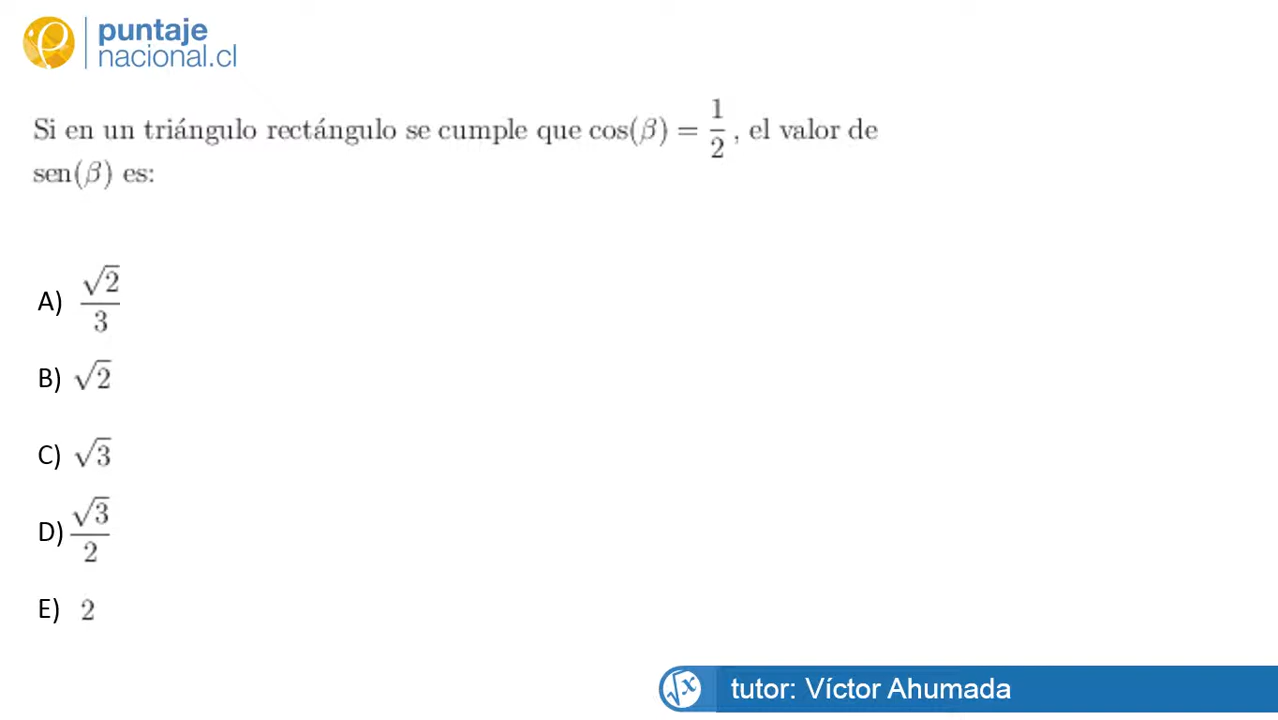 puntaje
nacional.cl
Si en un triángulo rectángulo se cumple que cos(β) = 1/2, el valor de
sen(β) es:
A) √2/3
B) √2
C) √3
D) √3/2
E) 2
√x tutor: Víctor Ahumada